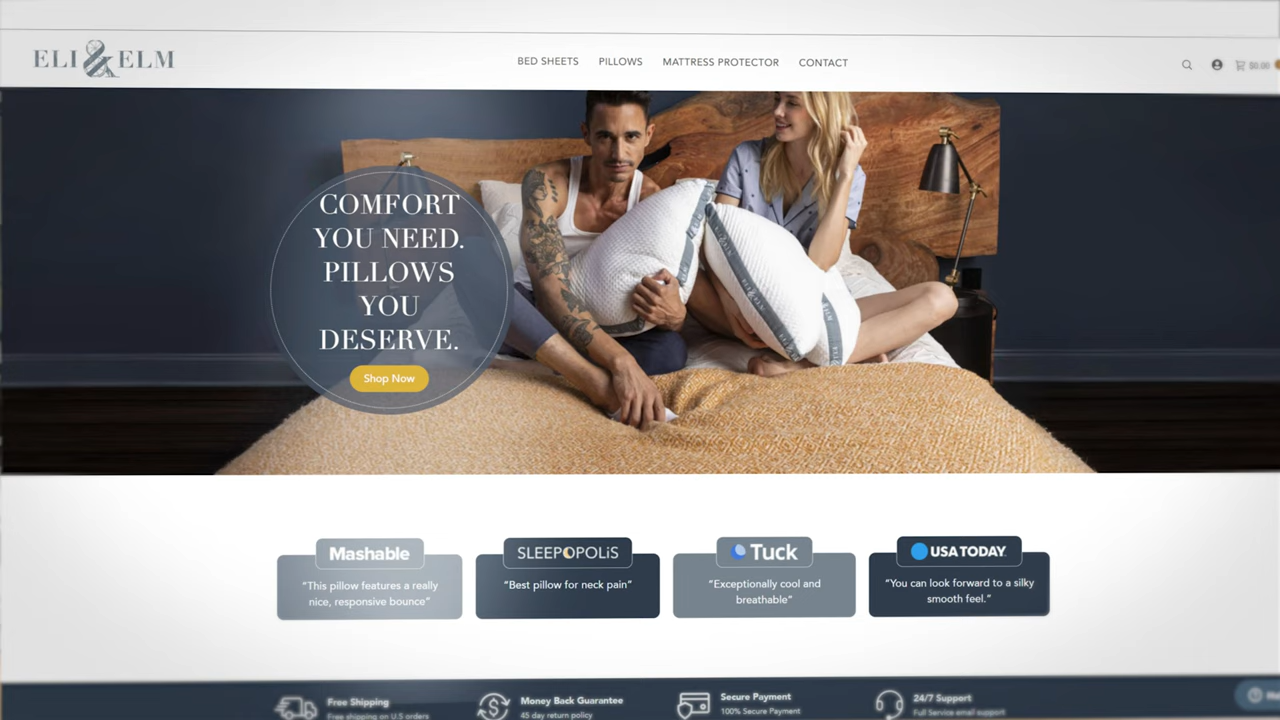 ELI & ELM
BED SHEETS
PILLOWS
MATTRESS PROTECTOR
CONTACT
$0.00
COMFORT
YOU NEED.
PILLOWS
YOU
DESERVE.
Shop Now
Mashable
“This pillow features a really
nice, responsive bounce”
SLEEPOPOLiS
“Best pillow for neck pain”
Tuck
“Exceptionally cool and
breathable”
USA TODAY
“You can look forward to a silky
smooth feel.”
Free Shipping
Free shipping on U.S orders
Money Back Guarantee
45 day return policy
Secure Payment
100% Secure Payment
24/7 Support
Full Service email support